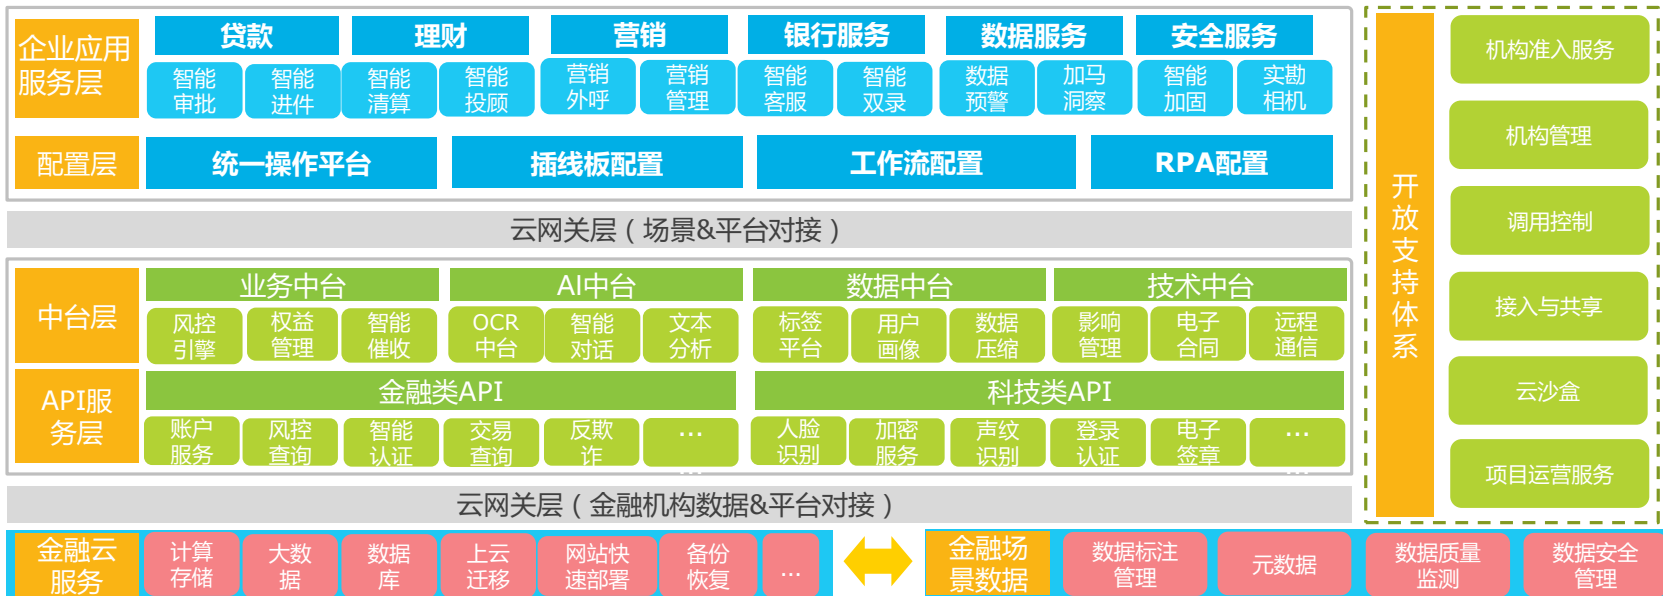 企业应用
服务层
贷款
理财
营销
银行服务
数据服务
安全服务
智能
审批
智能
进件
智能
清算
智能
投顾
营销
外呼
营销
管理
智能
客服
智能
双录
数据
预警
加马
洞察
智能
加固
实勘
相机
配置层
统一操作平台
插线板配置
工作流配置
RPA配置
云网关层（场景&平台对接）
中台层
业务中台
AI中台
数据中台
技术中台
风控
引擎
权益
管理
智能
催收
OCR
中台
智能
对话
文本
分析
标签
平台
用户
画像
数据
压缩
影响
管理
电子
合同
远程
通信
API服
务层
金融类API
科技类API
账户
服务
风控
查询
智能
认证
交易
查询
反欺
诈
…
…
人脸
识别
加密
服务
声纹
识别
登录
认证
电子
签章
…
…
云网关层（金融机构数据&平台对接）
金融云
服务
计算
存储
大数
据
数据
库
上云
迁移
网站快
速部署
备份
恢复
…
金融场
景数据
数据标注
管理
元数据
数据质量
监测
数据安全
管理
开放支持体系
机构准入服务
机构管理
调用控制
接入与共享
云沙盒
项目运营服务